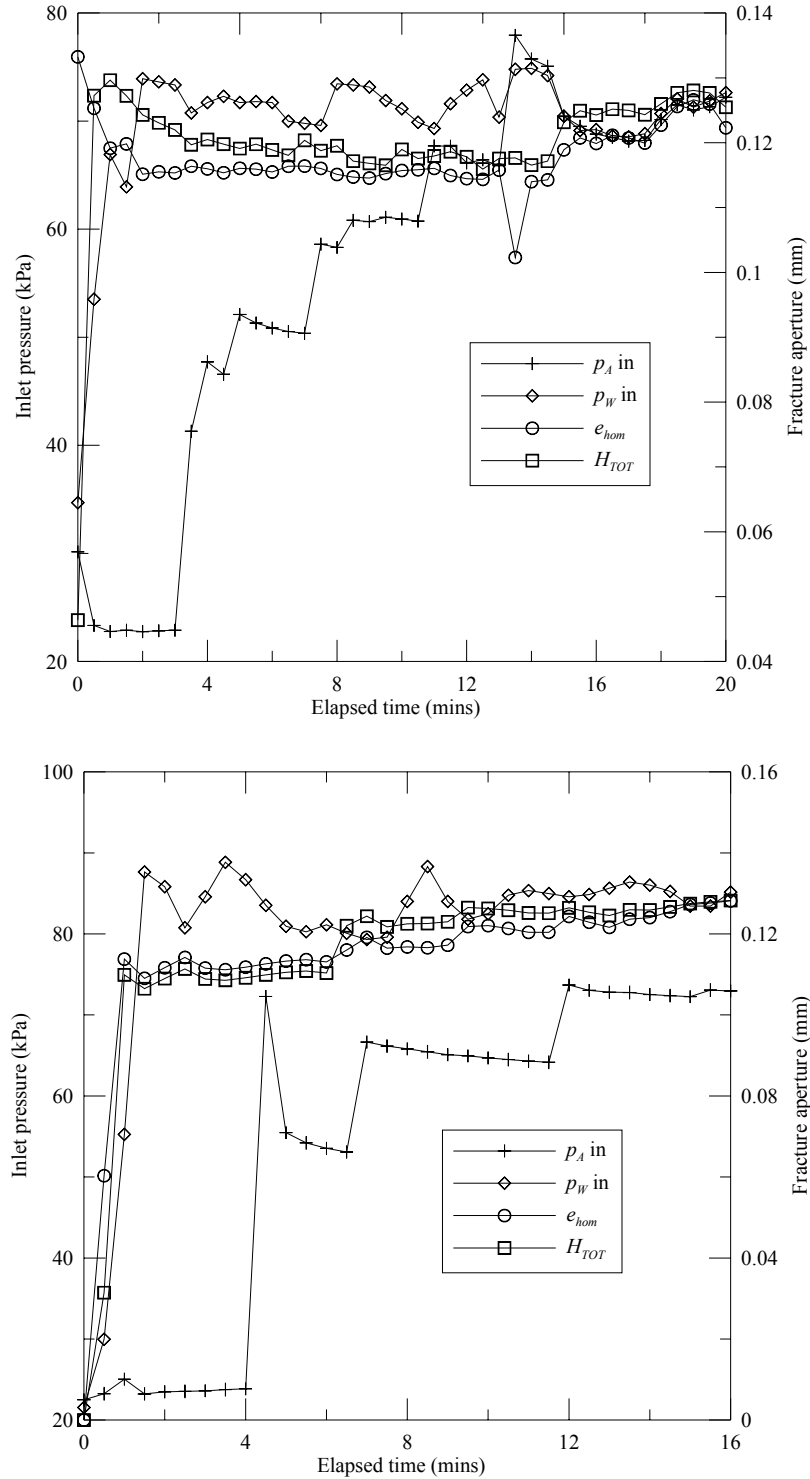 80
60
40
20
Inlet pressure (kPa)
0.14
0.12
0.1
0.08
0.06
0.04
Fracture aperture (mm)
p_A in
p_W in
e_hom
H_TOT
0 4 8 12 16 20
Elapsed time (mins)
100
80
60
40
20
Inlet pressure (kPa)
0.16
0.12
0.08
0.04
0
Fracture aperture (mm)
p_A in
p_W in
e_hom
H_TOT
0 4 8 12 16
Elapsed time (mins)